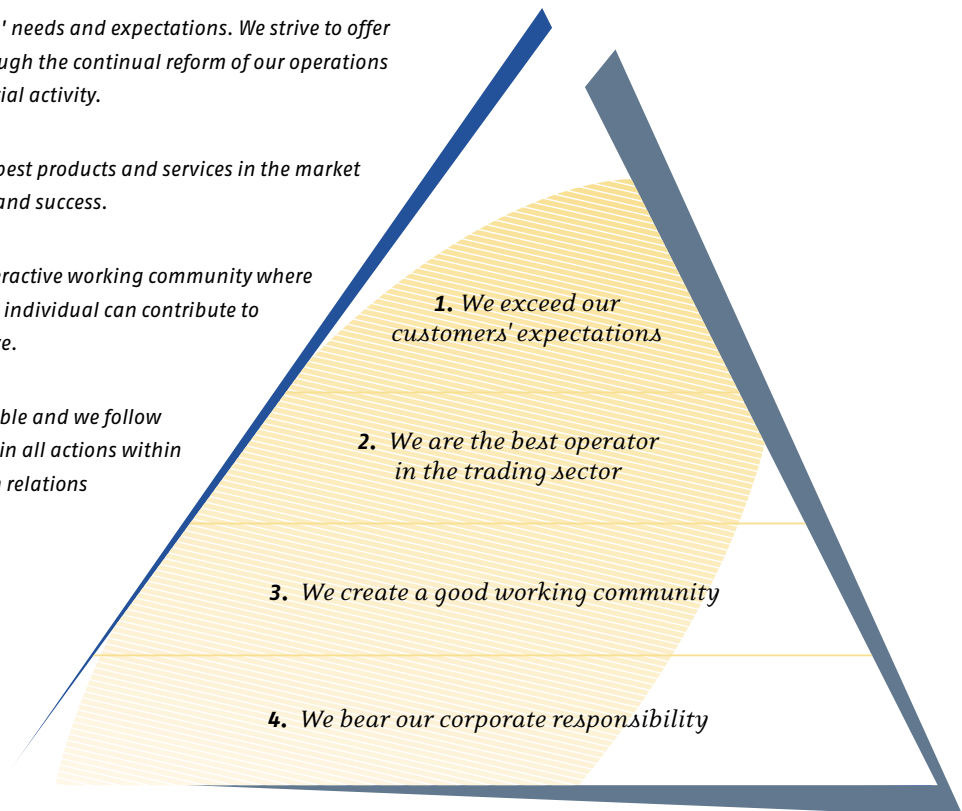 ' needs and expectations. We strive to offer
ugh the continual reform of our operations
ial activity.
best products and services in the market
and success.
eractive working community where
individual can contribute to
e.
ble and we follow
in all actions within
relations
1. We exceed our
customers' expectations
2. We are the best operator
in the trading sector
3. We create a good working community
4. We bear our corporate responsibility